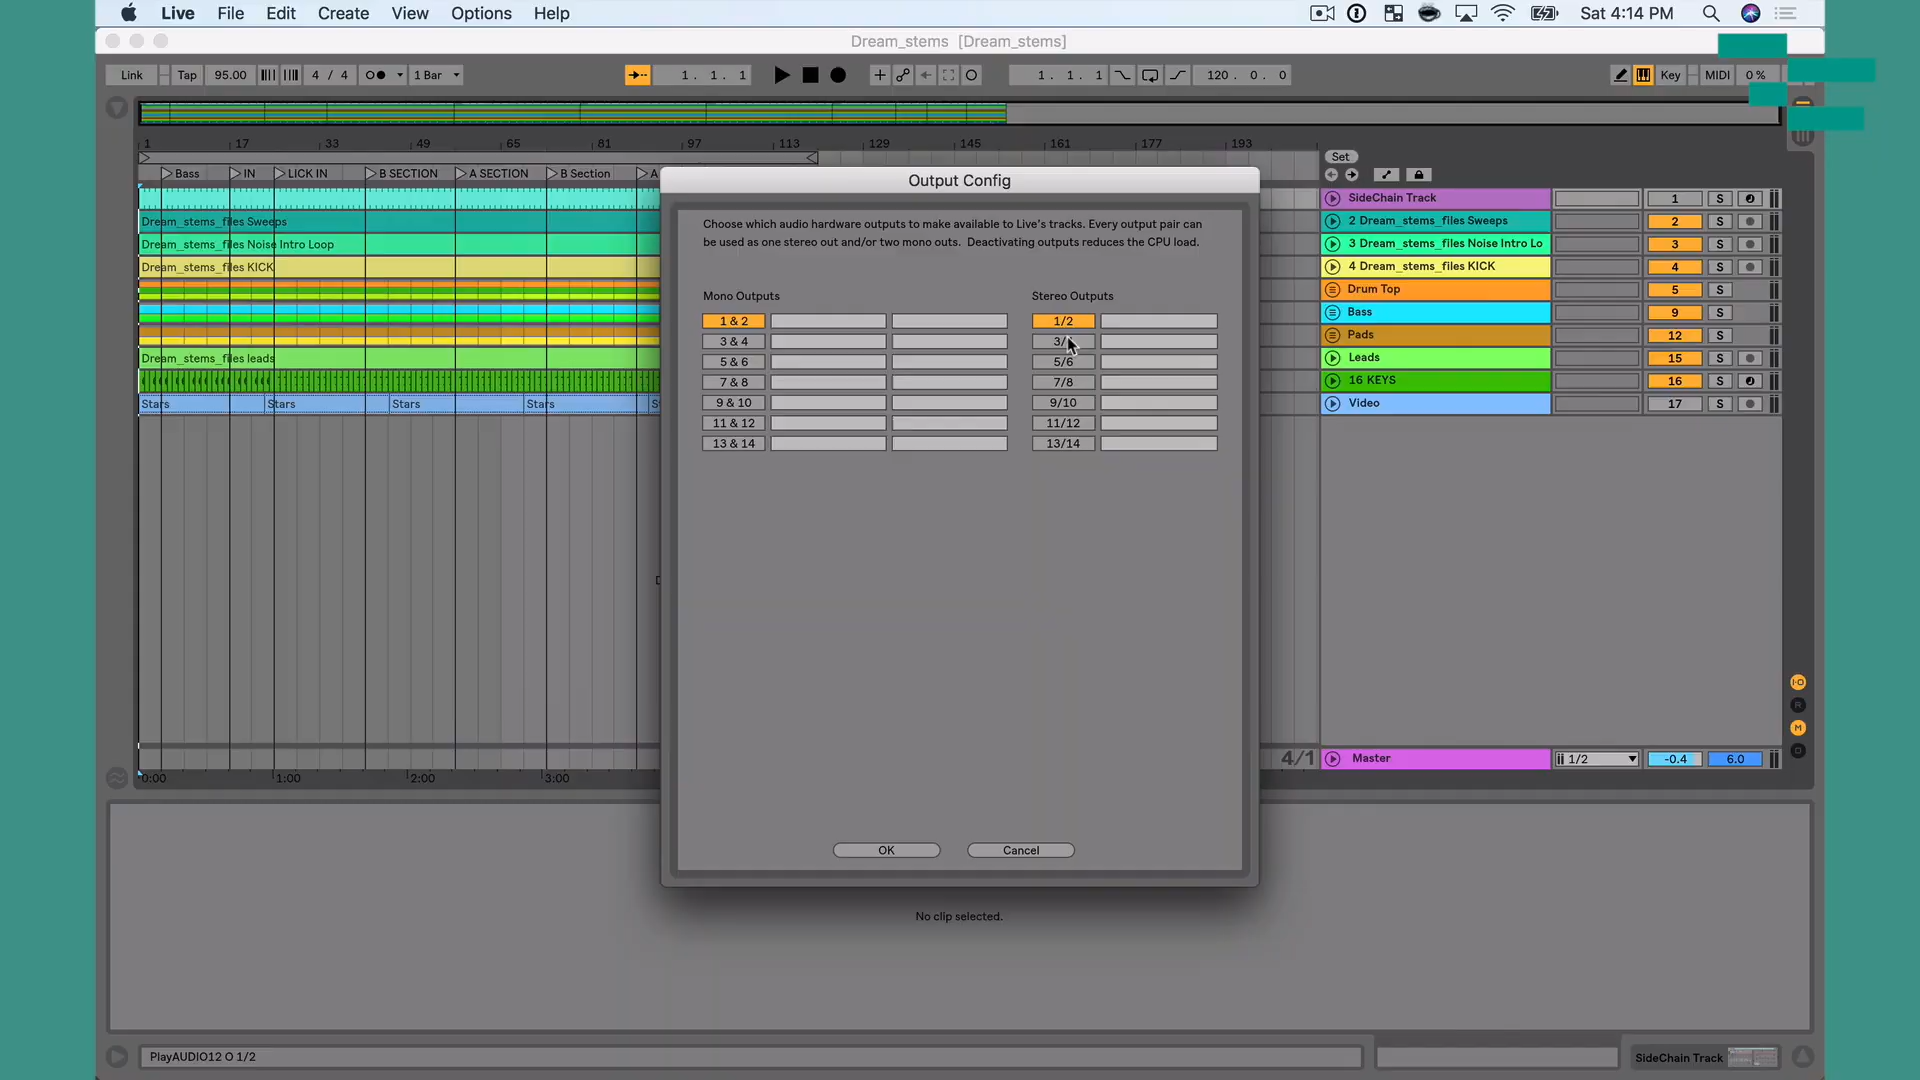 Live File Edit Create View Options Help
Sat 4:14 PM
Dream_stems [Dream_stems]
Link Tap 95.00 4 / 4 1 Bar 1. 1. 1 1. 1. 1 120. 0. 0 Key MIDI 0 %
1 17 33 49 65 81 97 113 129 145 161 177 193
Set
Bass IN LICK IN B SECTION A SECTION B Section A
Output Config
Choose which audio hardware outputs to make available to Live's tracks. Every output pair can
be used as one stereo out and/or two mono outs. Deactivating outputs reduces the CPU load.
Mono Outputs Stereo Outputs
1 & 2 1/2
3 & 4 3/
5 & 6 5/6
7 & 8 7/8
9 & 10 9/10
11 & 12 11/12
13 & 14 13/14
OK Cancel
Dream_stems_files Sweeps
Dream_stems_files Noise Intro Loop
Dream_stems_files KICK
Dream_stems_files leads
Stars Stars Stars Stars S
SideChain Track 1 S
2 Dream_stems_files Sweeps 2 S
3 Dream_stems_files Noise Intro Lo 3 S
4 Dream_stems_files KICK 4 S
Drum Top 5 S
Bass 9 S
Pads 12 S
Leads 15 S
16 KEYS 16 S
Video 17 S
I·O
R
M
D
4/1 Master 1/2 -0.4 6.0
0:00 1:00 2:00 3:00
No clip selected.
PlayAUDIO12 O 1/2
SideChain Track